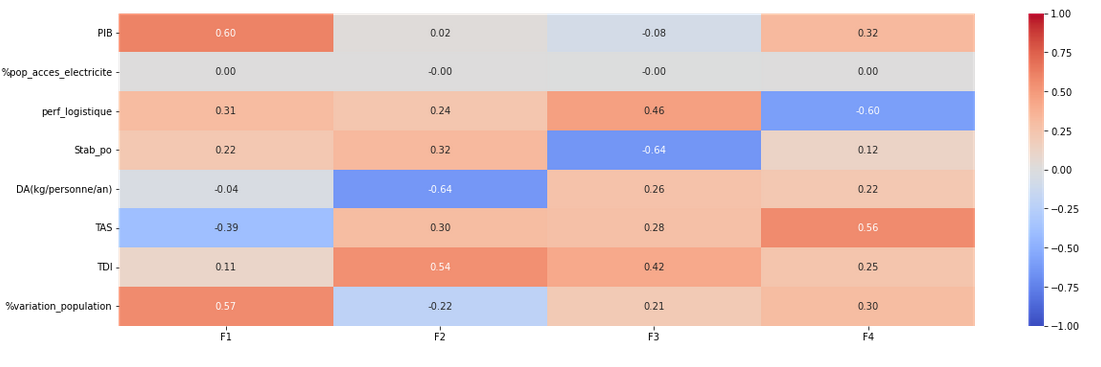 PIB 0.60 0.02 -0.08 0.32
%pop_acces_electricite 0.00 -0.00 -0.00 0.00
perf_logistique 0.31 0.24 0.46 -0.60
Stab_po 0.22 0.32 -0.64 0.12
DA(kg/personne/an) -0.04 -0.64 0.26 0.22
TAS -0.39 0.30 0.28 0.56
TDI 0.11 0.54 0.42 0.25
%variation_population 0.57 -0.22 0.21 0.30
F1 F2 F3 F4
1.00
0.75
0.50
0.25
0.00
−0.25
−0.50
−0.75
−1.00